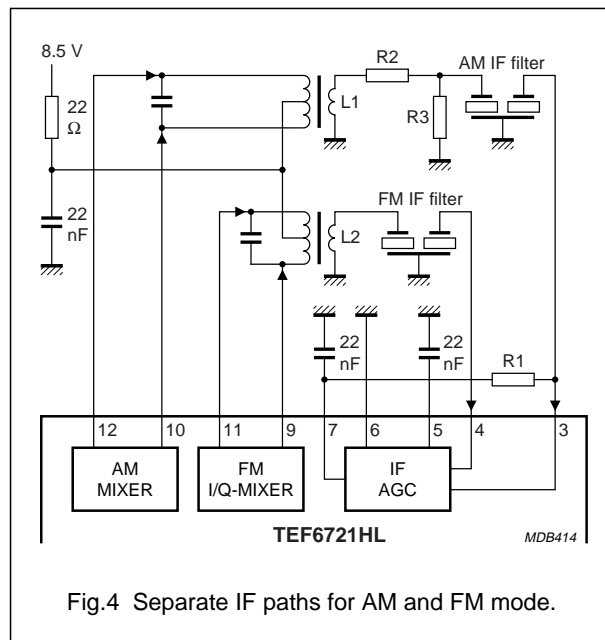 8.5 V
R2
AM IF filter
22
Ω
L1
R3
22
nF
FM IF filter
L2
22
nF
22
nF
R1
12
10
11
9
7
6
5
4
3
AM
MIXER
FM
I/Q-MIXER
IF
AGC
TEF6721HL
MDB414
Fig.4 Separate IF paths for AM and FM mode.